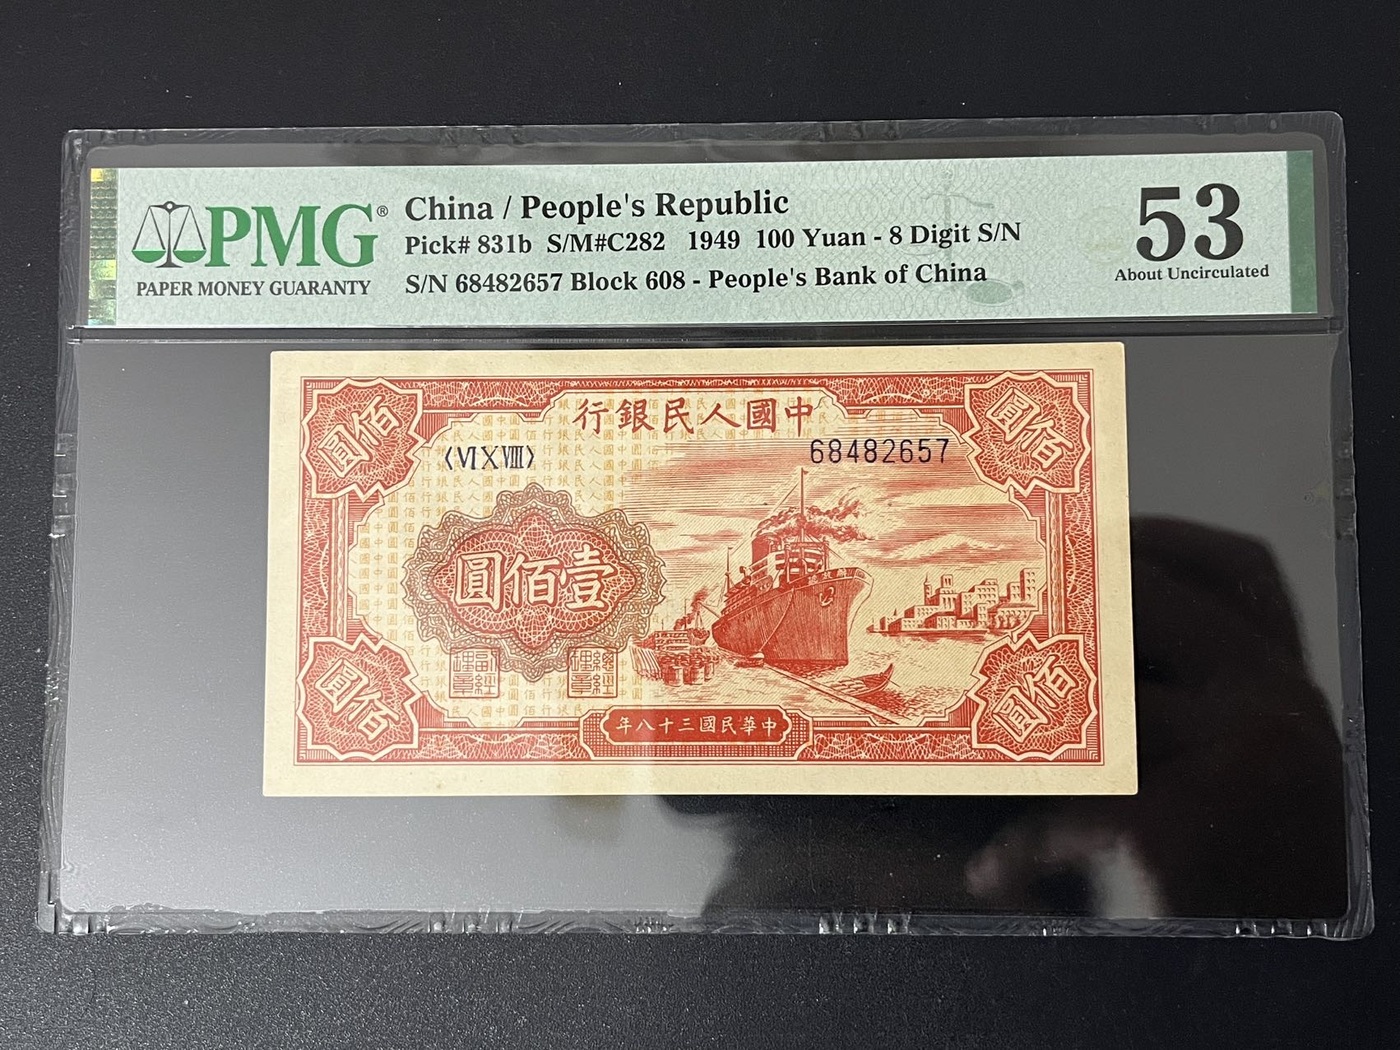 PMG®
PAPER MONEY GUARANTY
China / People's Republic
Pick# 831b S/M#C282 1949 100 Yuan - 8 Digit S/N
S/N 68482657 Block 608 - People's Bank of China
53
About Uncirculated
行銀民人國中
圓佰
圓佰
〈VI X VIII〉
68482657
圓佰壹
圓佰
圓佰
年八十三國民華中